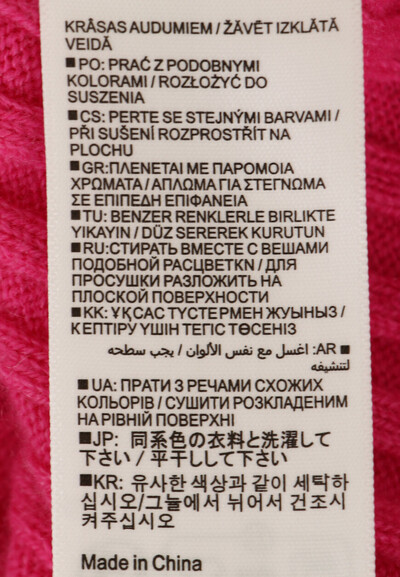 KRĀSAS AUDUMIEM / ŽĀVĒT IZKLĀTĀ
VEIDĀ
■PO: PRAĆ Z PODOBNYMI
KOLORAMI / ROZŁOŻYĆ DO
SUSZENIA
■CS: PERTE SE STEJNÝMI BARVAMI /
PŘI SUŠENÍ ROZPROSTŘÍT NA
PLOCHU
■GR:ΠΛΕΝΕΤΑΙ ΜΕ ΠΑΡΟΜΟΙΑ
ΧΡΩΜΑΤΑ / ΑΠΛΩΜΑ ΓΙΑ ΣΤΕΓΝΩΜΑ
ΣΕ ΕΠΙΠΕΔΗ ΕΠΙΦΑΝΕΙΑ
■TU: BENZER RENKLERLE BIRLIKTE
YIKAYIN / DÜZ SEREREK KURUTUN
■RU:СТИРАТЬ ВМЕСТЕ С ВЕШАМИ
ПОДОБНОЙ РАСЦВЕТКN / ДЛЯ
ПРОСУШКИ РАЗЛОЖИТЬ НА
ПЛОСКОЙ ПОВЕРХНОСТИ
■KK: ҰҚСАС ТҮСТЕРМЕН ЖУЫНЫЗ /
КЕПТІРУ ҮШІН ТЕГІС ТӨСЕНІЗ
■AR: اغسل مع نفس الألوان / يجب سطحه
لتنشيفه
■UA: ПРАТИ З РЕЧАМИ СХОЖИХ
КОЛЬОРІВ / СУШИТИ РОЗКЛАДЕНИМ
НА РІВНІЙ ПОВЕРХНІ
■JP: 同系色の衣料と洗濯して
下さい / 平干しして下さい
■KR: 유사한 색상과 같이 세탁하
십시오/그늘에서 뉘어서 건조시
켜주십시오
Made in China